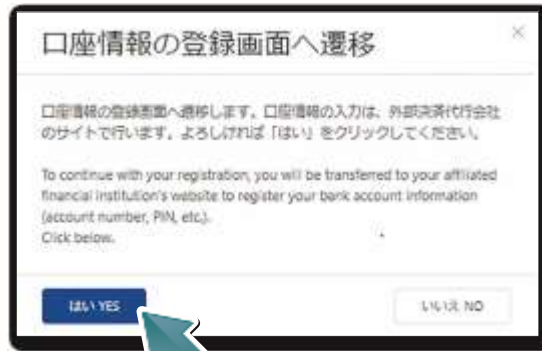 口座情報の登録画面へ遷移
口座情報の登録画面へ遷移します。口座情報の入力は、外部決済代行会社
のサイトで行います。よろしければ「はい」をクリックしてください。
To continue with your registration, you will be transferred to your affiliated
financial institution's website to register your bank account information
(account number, PIN, etc.).
Click below.
はい YES
いいえ NO